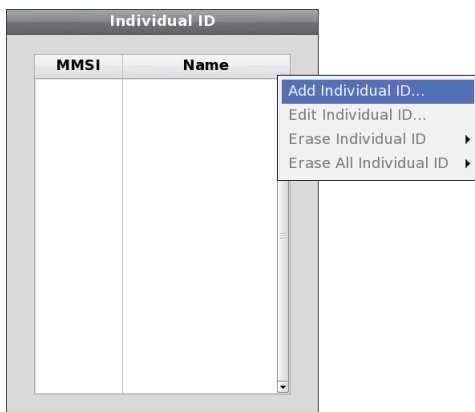 Individual ID
MMSI Name
Add Individual ID...
Edit Individual ID...
Erase Individual ID
Erase All Individual ID